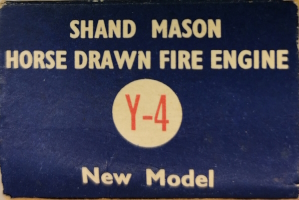 SHAND MASON
HORSE DRAWN FIRE ENGINE
Y-4
New Model